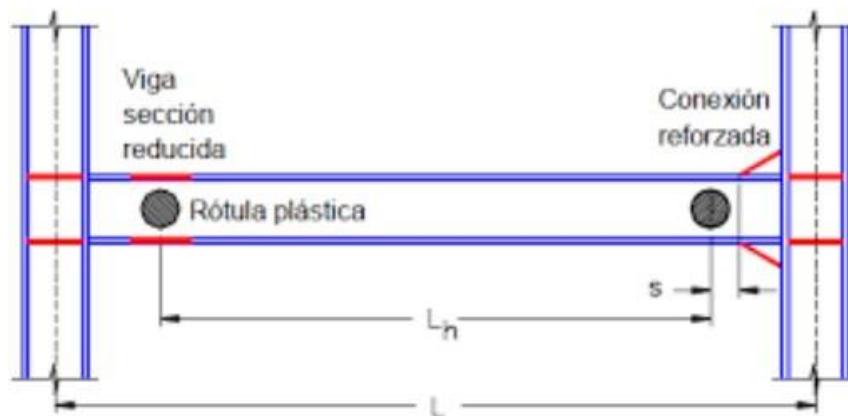 Viga
sección
reducida
Conexión
reforzada
Rótula plástica
s
Lh
L